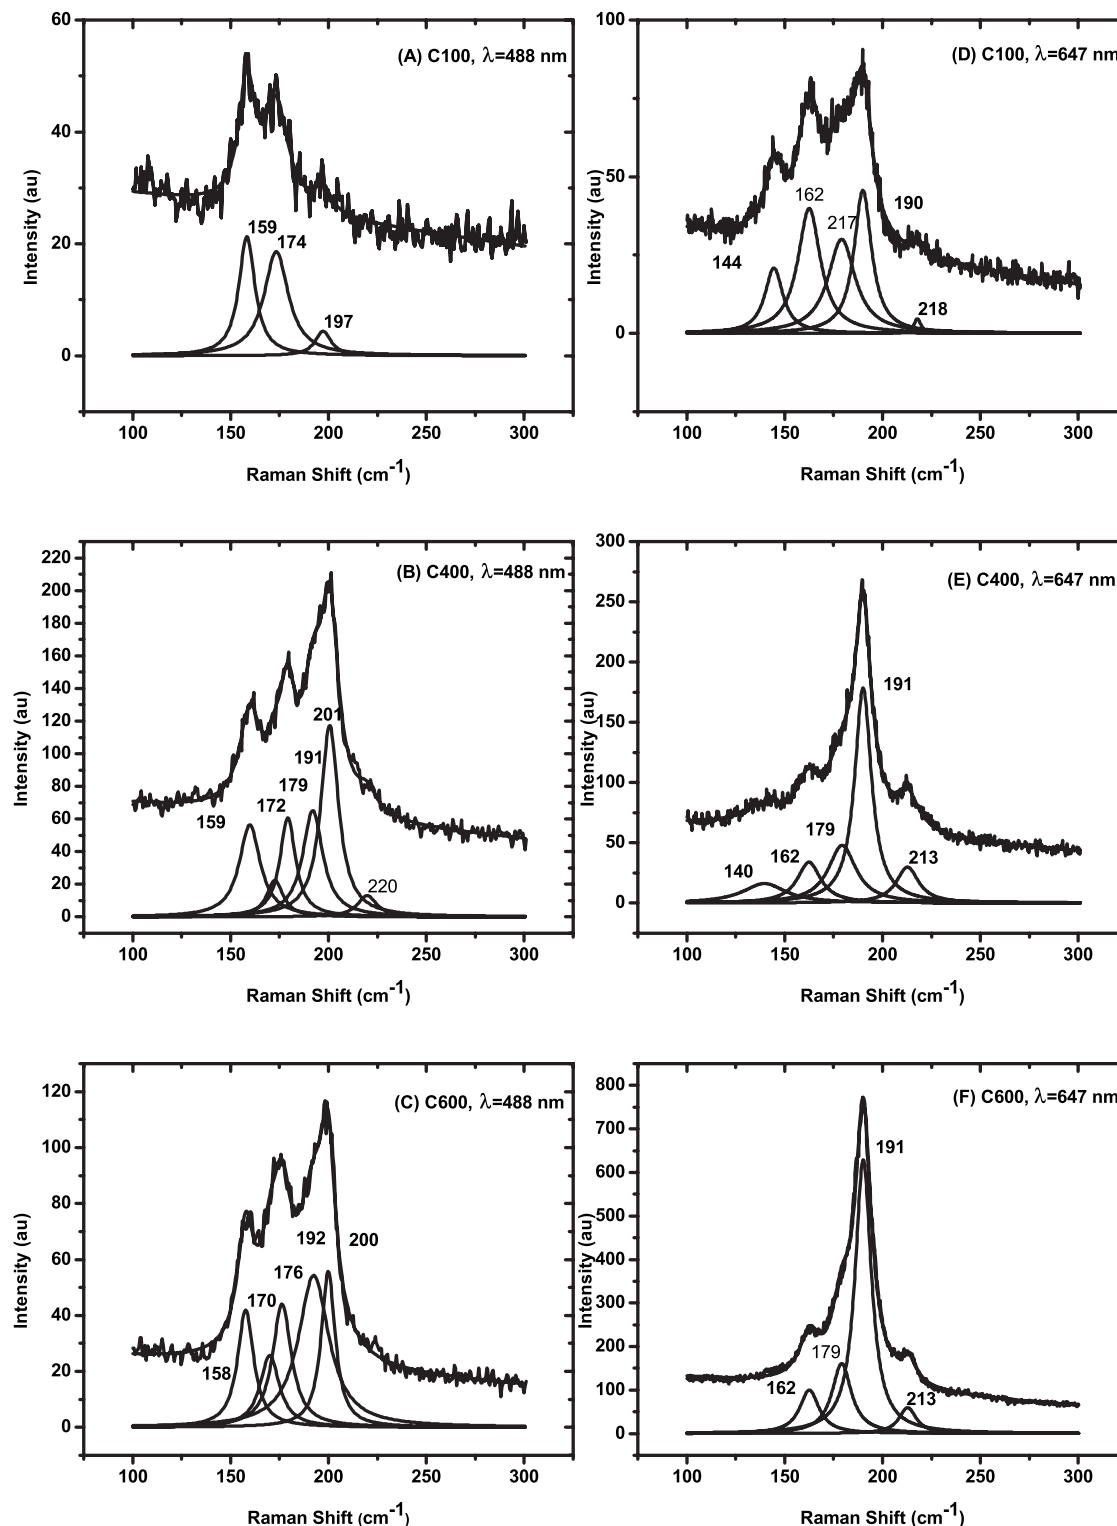 (A) C100, λ=488 nm
60
40
20
0
159
174
197
Intensity (au)
100 150 200 250 300
Raman Shift (cm-1)
(D) C100, λ=647 nm
100
50
0
144
162
217
190
218
Intensity (au)
100 150 200 250 300
Raman Shift (cm-1)
(B) C400, λ=488 nm
220
200
180
160
140
120
100
80
60
40
20
0
159
172
179
191
201
220
Intensity (au)
100 150 200 250 300
Raman Shift (cm-1)
(E) C400, λ=647 nm
300
250
200
150
100
50
0
140
162
179
191
213
Intensity (au)
100 150 200 250 300
Raman Shift (cm-1)
(C) C600, λ=488 nm
120
100
80
60
40
20
0
158
170
176
192
200
Intensity (au)
100 150 200 250 300
Raman Shift (cm-1)
(F) C600, λ=647 nm
800
700
600
500
400
300
200
100
0
162
179
191
213
Intensity (au)
100 150 200 250 300
Raman Shift (cm-1)